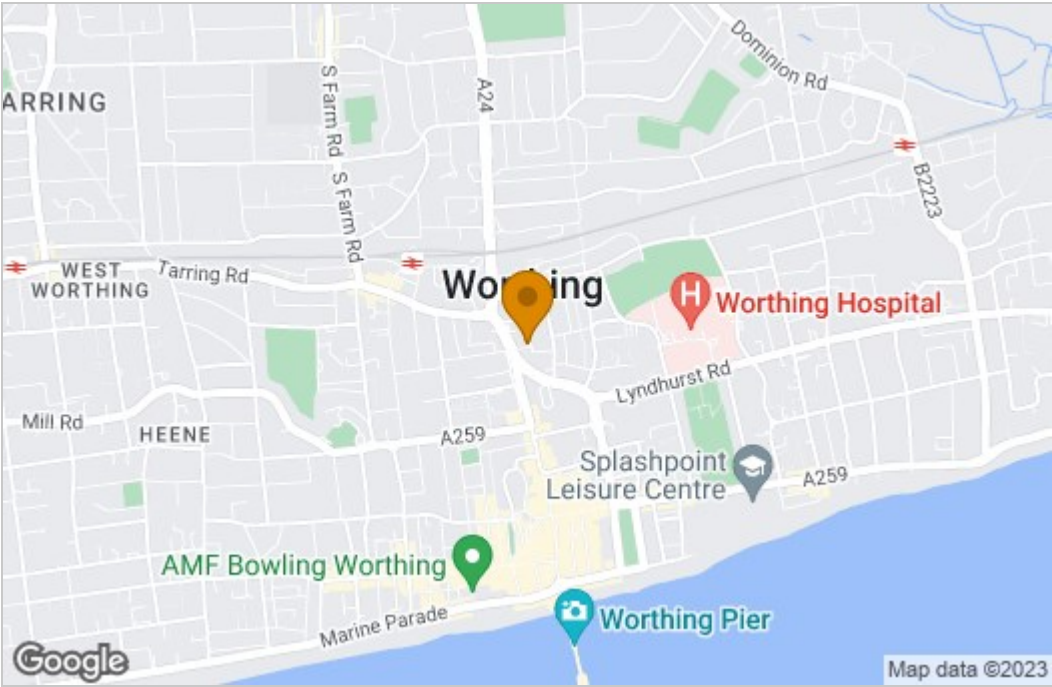 Dominion Rd
ARRING
S Farm Rd
A24
B2223
S Farm Rd
WEST
WORTHING
Tarring Rd
Worthing
Worthing Hospital
Lyndhurst Rd
Mill Rd
HEENE
A259
Splashpoint
Leisure Centre
A259
AMF Bowling Worthing
Marine Parade
Worthing Pier
Google
Map data ©2023